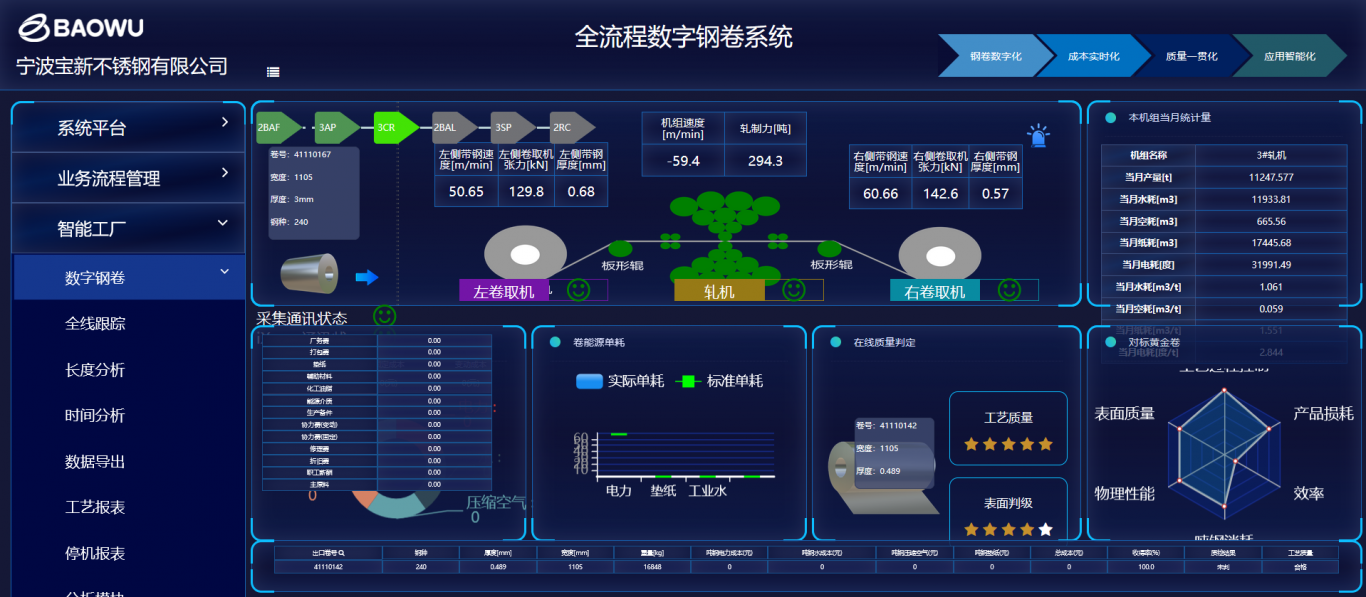 BAOWU
宁波宝新不锈钢有限公司
全流程数字钢卷系统
钢卷数字化
成本实时化
质量一贯化
应用智能化
系统平台
业务流程管理
智能工厂
数字钢卷
全线跟踪
长度分析
时间分析
数据导出
工艺报表
停机报表
分析模块
2BAF
3AP
3CR
2BAL
3SP
2RC
卷号: 41110167
宽度: 1105
厚度: 3mm
钢种: 240
左侧带钢速度[m/min] 左侧卷取机张力[kN] 左侧带钢厚度[mm]
50.65 129.8 0.68
机组速度[m/min] 轧制力[吨]
-59.4 294.3
右侧带钢速度[m/min] 右侧卷取机张力[kN] 右侧带钢厚度[mm]
60.66 142.6 0.57
板形辊
板形辊
左卷取机
轧机
右卷取机
本机组当月统计量
机组名称 3#轧机
当月产量[t] 11247.577
当月水耗[m3] 11933.81
当月空耗[m3] 665.56
当月纸耗[m3] 17445.68
当月电耗[度] 31991.49
当月水耗[m3/t] 1.061
当月空耗[m3/t] 0.059
当月纸耗[m3/t] 1.551
当月电耗[度/t] 2.844
采集通讯状态
厂务费 0.00
打包费 0.00
垫纸 0.00
辅助材料 0.00
化工油脂 0.00
能源介质 0.00
生产备件 0.00
协力费(变动) 0.00
协力费(固定) 0.00
修理费 0.00
折旧费 0.00
职工薪酬 0.00
主原料 0.00
0
压缩空气
0
卷能源单耗
实际单耗
标准单耗
60
50
40
30
20
10
电力
垫纸
工业水
在线质量判定
卷号: 41110142
宽度: 1105
厚度: 0.489
工艺质量
表面判级
对标黄金卷
工艺过程控制
表面质量
产品损耗
物理性能
效率
吨钢消耗
出口卷号 钢种 厚度[mm] 宽度[mm] 重量[kg] 吨钢电力成本(元) 吨钢水成本(元) 吨钢压缩空气(元) 吨钢垫纸(元) 总成本(元) 收得率(%) 质检结果 工艺质量
41110142 240 0.489 1105 16848 0 0 0 0 0 100.0 未判 合格